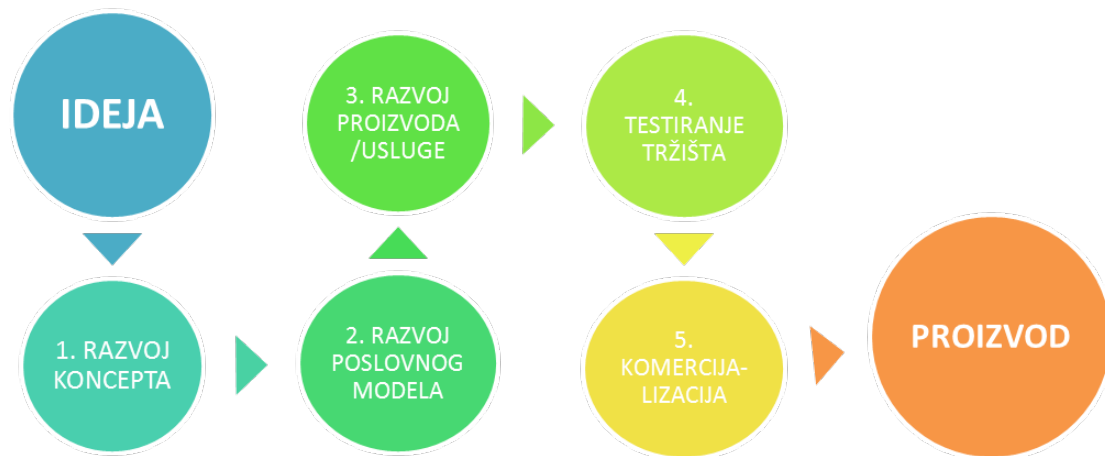 IDEJA
1. RAZVOJ
KONCEPTA
2. RAZVOJ
POSLOVNOG
MODELA
3. RAZVOJ
PROIZVODA
/USLUGE
4.
TESTIRANJE
TRŽIŠTA
5.
KOMERCIJA-
LIZACIJA
PROIZVOD